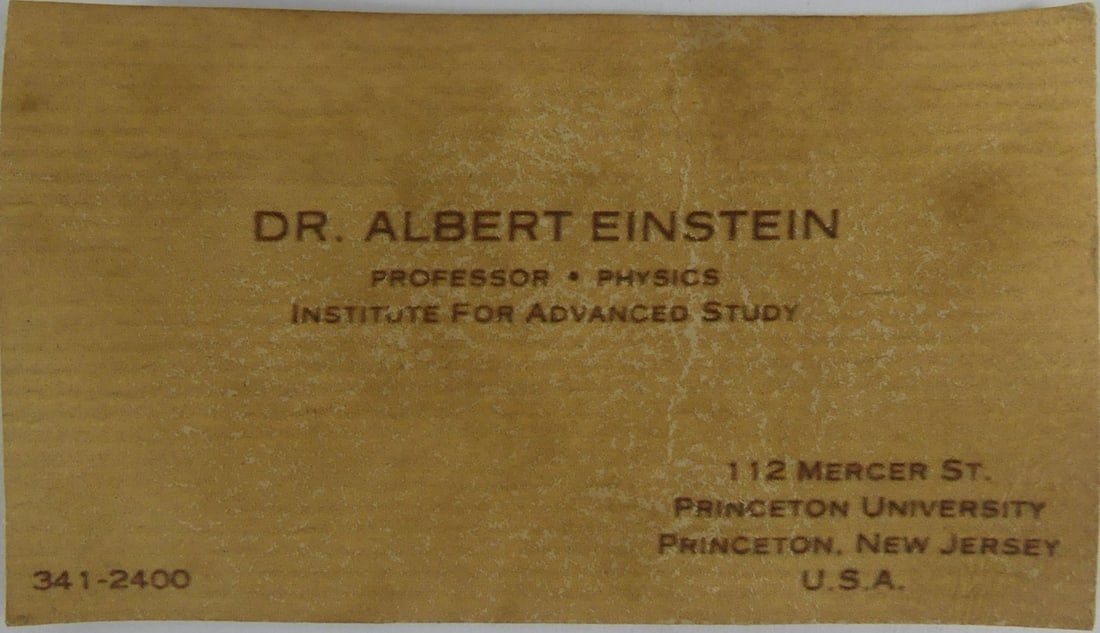 DR. ALBERT EINSTEIN
PROFESSOR • PHYSICS
INSTITUTE FOR ADVANCED STUDY
112 MERCER ST.
PRINCETON UNIVERSITY
PRINCETON, NEW JERSEY
U.S.A.
341-2400